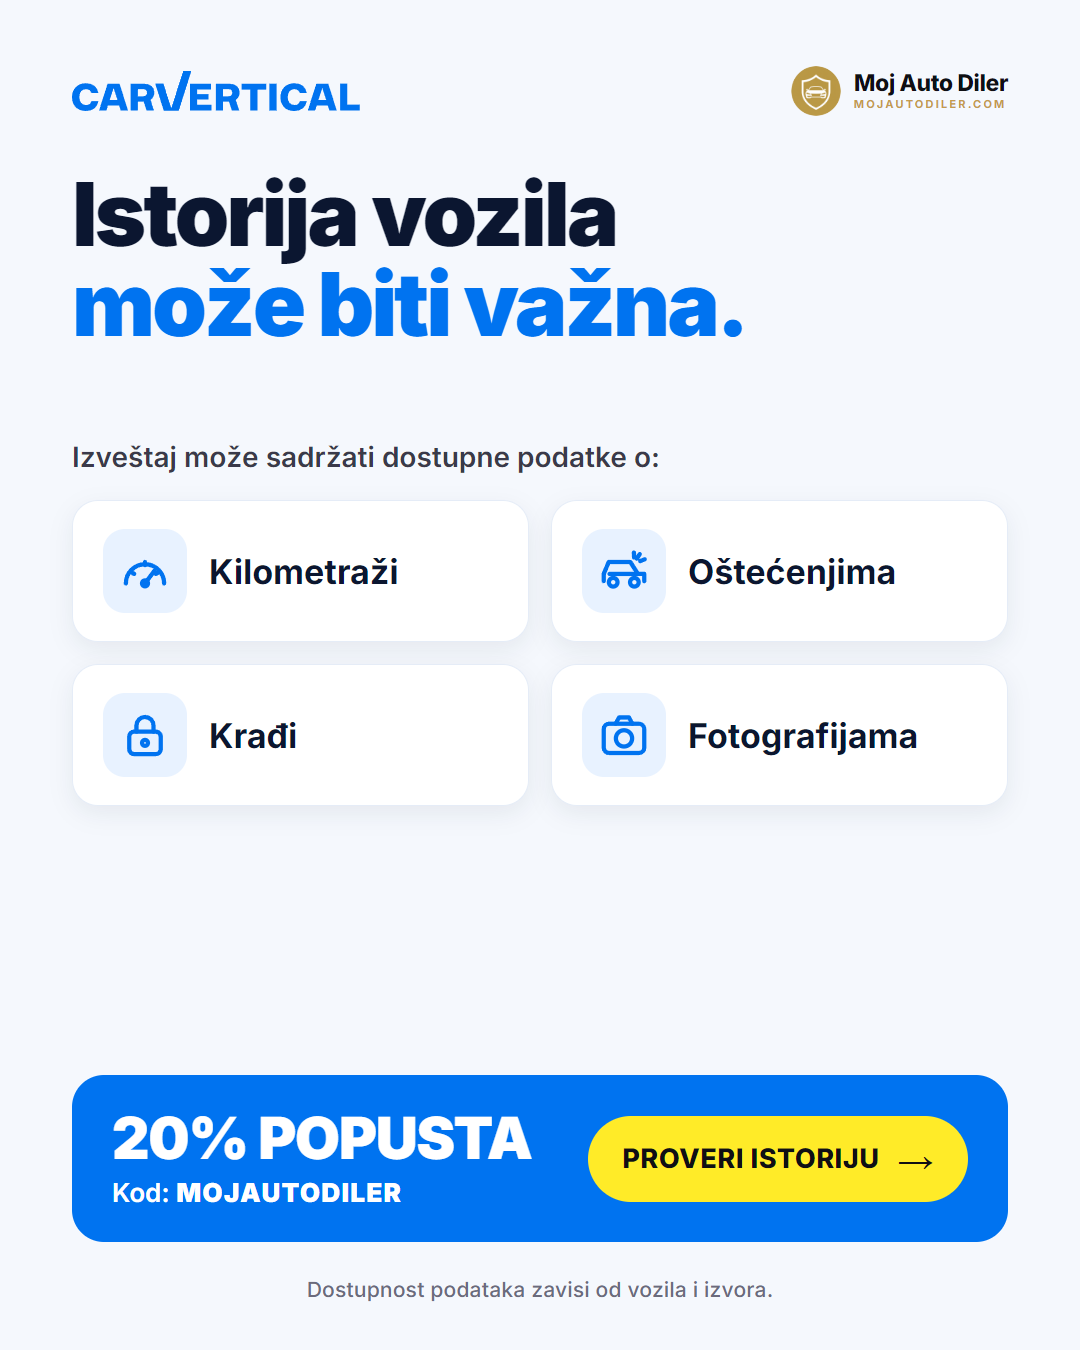 CARVERTICAL
Moj Auto Diler
MOJAUTODILER.COM
Istorija vozila
može biti važna.
Izveštaj može sadržati dostupne podatke o:
Kilometraži
Oštećenjima
Krađi
Fotografijama
20% POPUSTA
Kod: MOJAUTODILER
PROVERI ISTORIJU →
Dostupnost podataka zavisi od vozila i izvora.